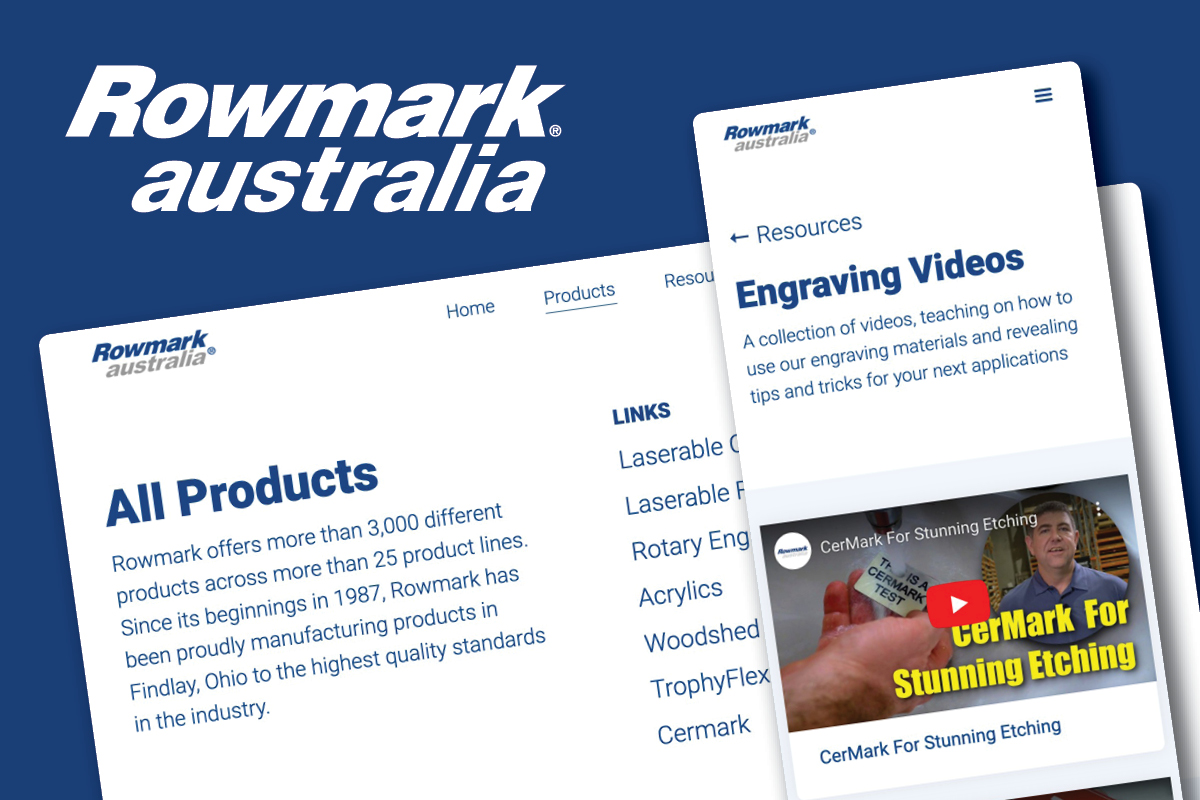 Rowmark®
australia
Rowmark
australia®
Home
Products
Resou
All Products
Rowmark offers more than 3,000 different
products across more than 25 product lines.
Since its beginnings in 1987, Rowmark has
been proudly manufacturing products in
Findlay, Ohio to the highest quality standards
in the industry.
LINKS
Laserable
Laserable
Rotary Eng
Acrylics
Woodshed
TrophyFlex
Cermark
Rowmark
australia®
← Resources
Engraving Videos
A collection of videos, teaching on how to
use our engraving materials and revealing
tips and tricks for your next applications
Rowmark
australia
CerMark For Stunning Etching
THIS IS A
CERMARK
TEST
CerMark For
Stunning Etching
CerMark For Stunning Etching